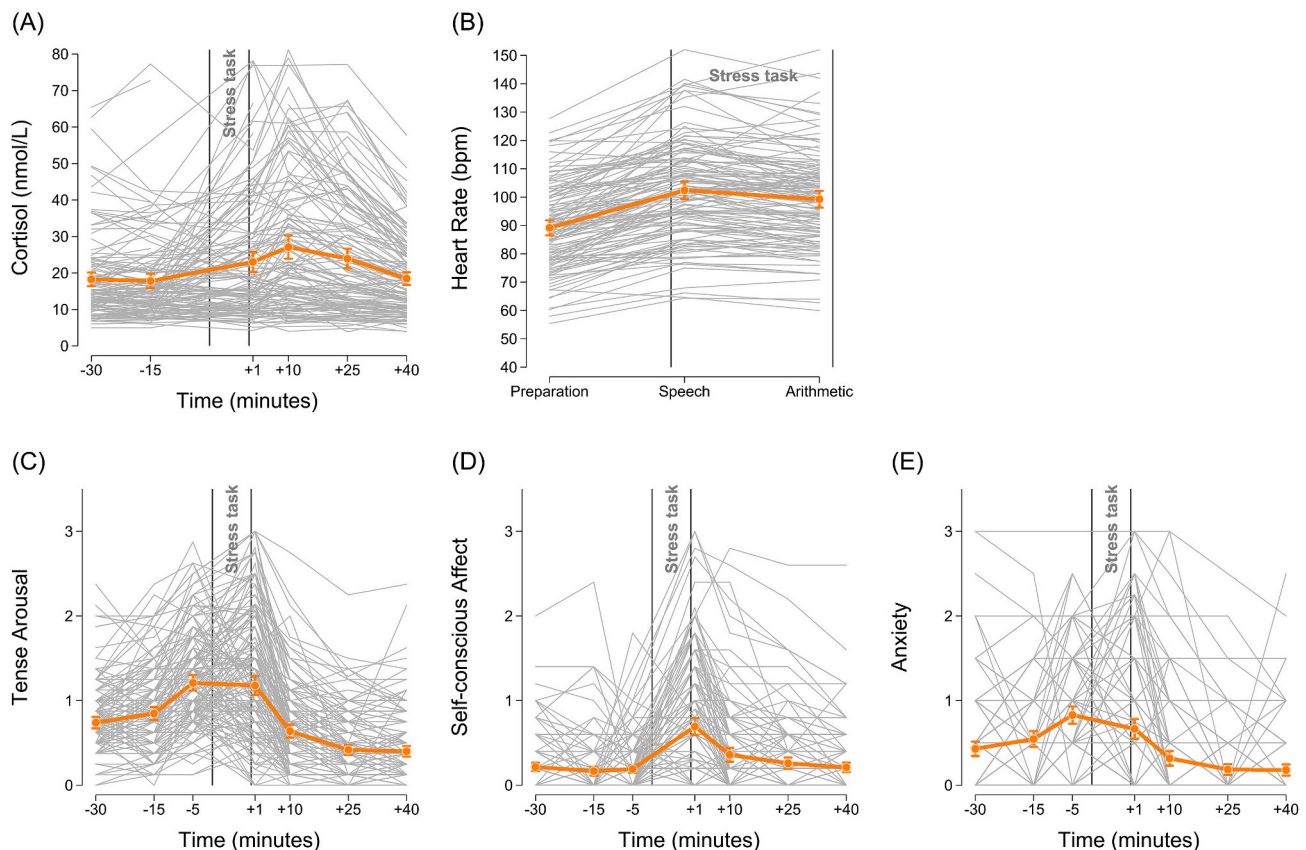 (A)
Cortisol (nmol/L)
80
70
60
50
40
30
20
10
0
Stress task
-30
-15
+1
+10
+25
+40
Time (minutes)
(B)
Heart Rate (bpm)
150
140
130
120
110
100
90
80
70
60
50
40
Stress task
Preparation
Speech
Arithmetic
(C)
Tense Arousal
3
2
1
0
Stress task
-30
-15
-5
+1
+10
+25
+40
Time (minutes)
(D)
Self-conscious Affect
3
2
1
0
Stress task
-30
-15
-5
+1
+10
+25
+40
Time (minutes)
(E)
Anxiety
3
2
1
0
Stress task
-30
-15
-5
+1
+10
+25
+40
Time (minutes)